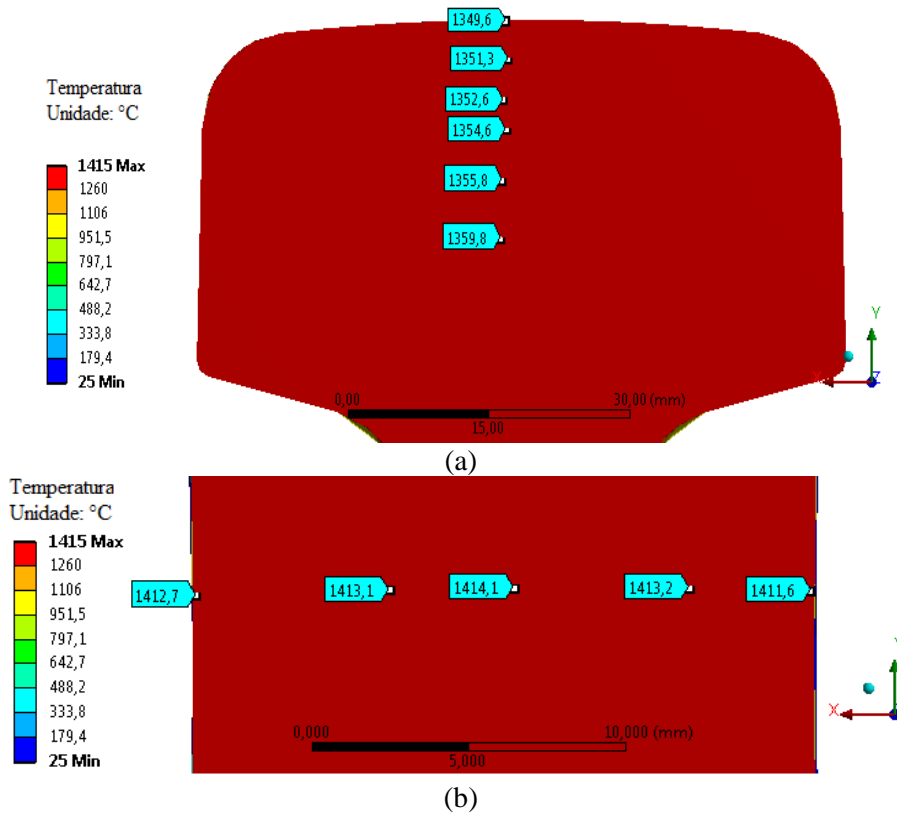 1349,6
1351,3
1352,6
1354,6
1355,8
1359,8
Temperatura
Unidade: °C
1415 Max
1260
1106
951,5
797,1
642,7
488,2
333,8
179,4
25 Min
Y
X
Z
0,00
30,00 (mm)
15,00
(a)
Temperatura
Unidade: °C
1415 Max
1260
1106
951,5
797,1
642,7
488,2
333,8
179,4
25 Min
1412,7
1413,1
1414,1
1413,2
1411,6
X
0,000
10,000 (mm)
5,000
(b)